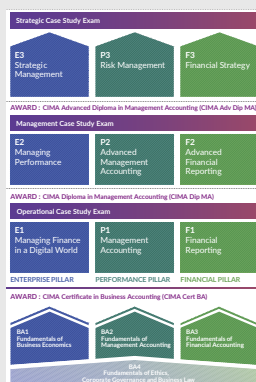 Strategic Case Study Exam
E3
Strategic
Management
P3
Risk Management
F3
Financial Strategy
AWARD : CIMA Advanced Diploma in Management Accounting (CIMA Adv Dip MA)
Management Case Study Exam
E2
Managing
Performance
P2
Advanced
Management
Accounting
F2
Advanced
Financial
Reporting
AWARD : CIMA Diploma in Management Accounting (CIMA Dip MA)
Operational Case Study Exam
E1
Managing Finance
in a Digital World
P1
Management
Accounting
F1
Financial
Reporting
ENTERPRISE PILLAR
PERFORMANCE PILLAR
FINANCIAL PILLAR
AWARD : CIMA Certificate in Business Accounting (CIMA Cert BA)
BA1
Fundamentals of
Business Economics
BA2
Fundamentals of
Management Accounting
BA3
Fundamentals of
Financial Accounting
BA4
Fundamentals of Ethics,
Corporate Governance and Business Law